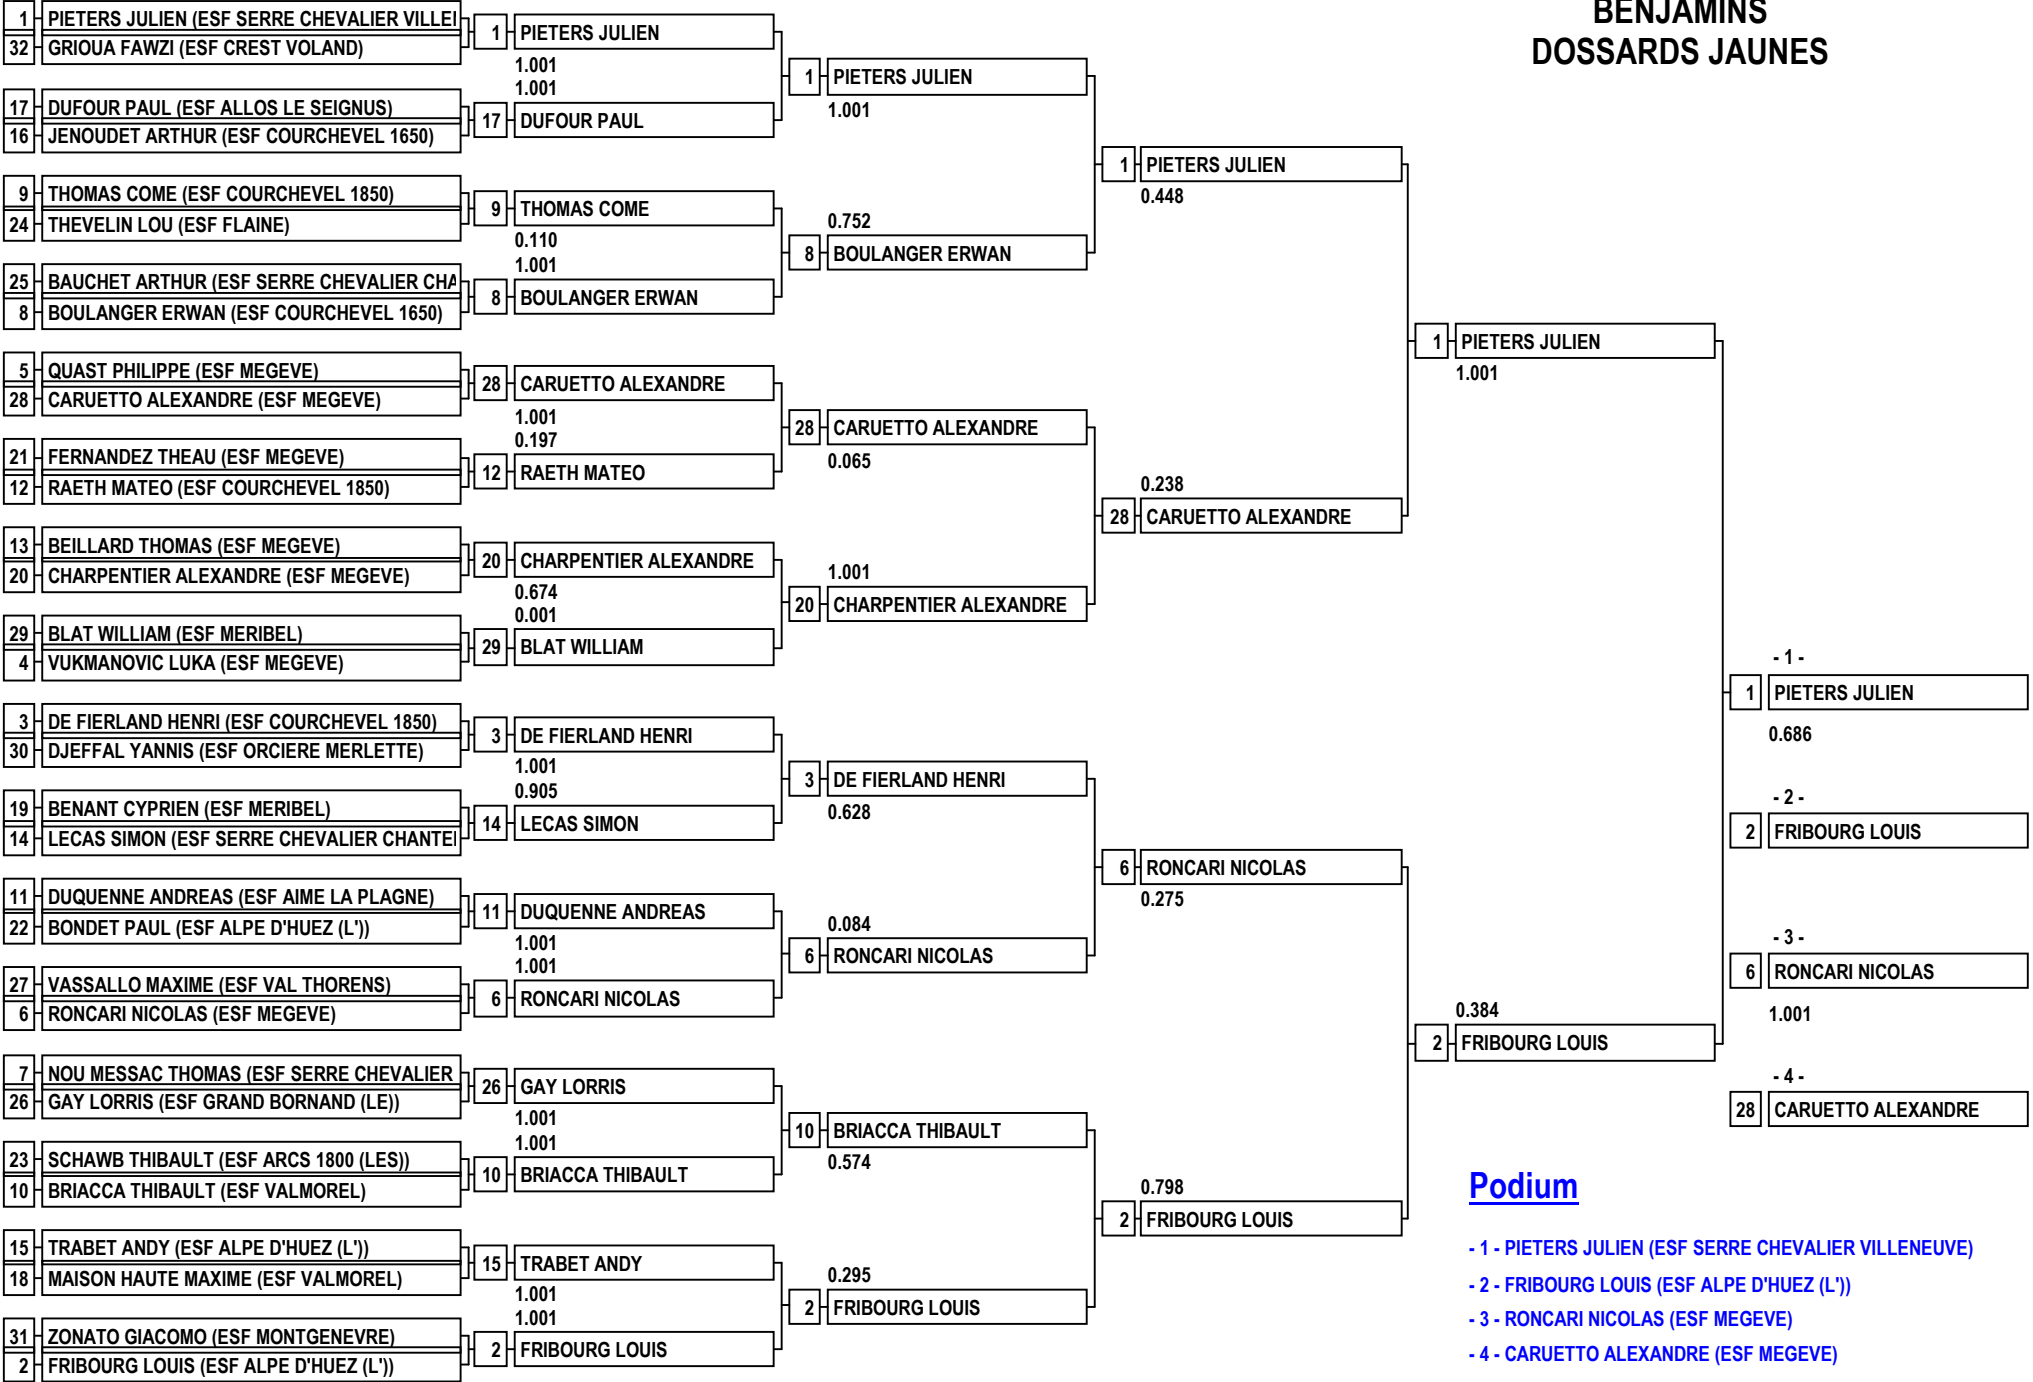 BENJAMINS
DOSSARDS JAUNES
1 PIETERS JULIEN (ESF SERRE CHEVALIER VILLEI
32 GRIOUA FAWZI (ESF CREST VOLAND)
17 DUFOUR PAUL (ESF ALLOS LE SEIGNUS)
16 JENOUDET ARTHUR (ESF COURCHEVEL 1650)
9 THOMAS COME (ESF COURCHEVEL 1850)
24 THEVELIN LOU (ESF FLAINE)
25 BAUCHET ARTHUR (ESF SERRE CHEVALIER CHA
8 BOULANGER ERWAN (ESF COURCHEVEL 1650)
5 QUAST PHILIPPE (ESF MEGEVE)
28 CARUETTO ALEXANDRE (ESF MEGEVE)
21 FERNANDEZ THEAU (ESF MEGEVE)
12 RAETH MATEO (ESF COURCHEVEL 1850)
13 BEILLARD THOMAS (ESF MEGEVE)
20 CHARPENTIER ALEXANDRE (ESF MEGEVE)
29 BLAT WILLIAM (ESF MERIBEL)
4 VUKMANOVIC LUKA (ESF MEGEVE)
3 DE FIERLAND HENRI (ESF COURCHEVEL 1850)
30 DJEFFAL YANNIS (ESF ORCIERE MERLETTE)
19 BENANT CYPRIEN (ESF MERIBEL)
14 LECAS SIMON (ESF SERRE CHEVALIER CHANTEI
11 DUQUENNE ANDREAS (ESF AIME LA PLAGNE)
22 BONDET PAUL (ESF ALPE D'HUEZ (L'))
27 VASSALLO MAXIME (ESF VAL THORENS)
6 RONCARI NICOLAS (ESF MEGEVE)
7 NOU MESSAC THOMAS (ESF SERRE CHEVALIER
26 GAY LORRIS (ESF GRAND BORNAND (LE))
23 SCHAWB THIBAULT (ESF ARCS 1800 (LES))
10 BRIACCA THIBAULT (ESF VALMOREL)
15 TRABET ANDY (ESF ALPE D'HUEZ (L'))
18 MAISON HAUTE MAXIME (ESF VALMOREL)
31 ZONATO GIACOMO (ESF MONTGENEVRE)
2 FRIBOURG LOUIS (ESF ALPE D'HUEZ (L'))
1 PIETERS JULIEN
1.001
1.001
17 DUFOUR PAUL
9 THOMAS COME
0.110
1.001
8 BOULANGER ERWAN
28 CARUETTO ALEXANDRE
1.001
0.197
12 RAETH MATEO
20 CHARPENTIER ALEXANDRE
0.674
0.001
29 BLAT WILLIAM
3 DE FIERLAND HENRI
1.001
0.905
14 LECAS SIMON
11 DUQUENNE ANDREAS
1.001
1.001
6 RONCARI NICOLAS
26 GAY LORRIS
1.001
1.001
10 BRIACCA THIBAULT
15 TRABET ANDY
1.001
1.001
2 FRIBOURG LOUIS
1 PIETERS JULIEN
1.001
0.752
8 BOULANGER ERWAN
28 CARUETTO ALEXANDRE
0.065
1.001
20 CHARPENTIER ALEXANDRE
3 DE FIERLAND HENRI
0.628
0.084
6 RONCARI NICOLAS
10 BRIACCA THIBAULT
0.574
0.295
2 FRIBOURG LOUIS
1 PIETERS JULIEN
0.448
0.238
28 CARUETTO ALEXANDRE
6 RONCARI NICOLAS
0.275
0.798
2 FRIBOURG LOUIS
1 PIETERS JULIEN
1.001
0.384
2 FRIBOURG LOUIS
- 1 -
1 PIETERS JULIEN
0.686
- 2 -
2 FRIBOURG LOUIS
- 3 -
6 RONCARI NICOLAS
1.001
- 4 -
28 CARUETTO ALEXANDRE
Podium
- 1 - PIETERS JULIEN (ESF SERRE CHEVALIER VILLENEUVE)
- 2 - FRIBOURG LOUIS (ESF ALPE D'HUEZ (L'))
- 3 - RONCARI NICOLAS (ESF MEGEVE)
- 4 - CARUETTO ALEXANDRE (ESF MEGEVE)